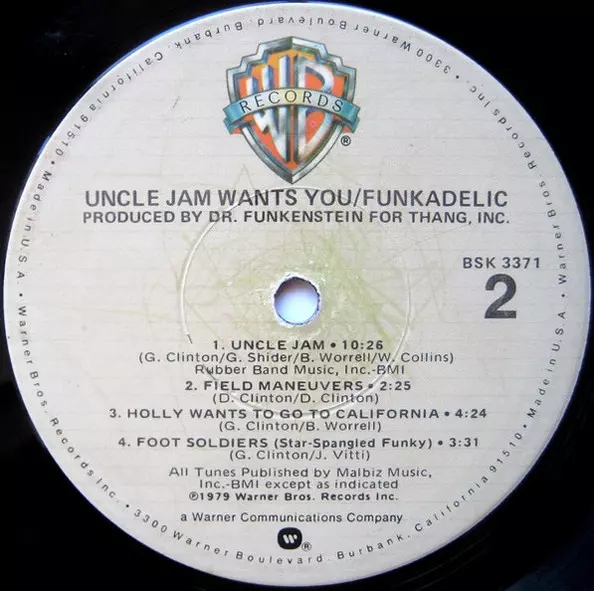 WB
RECORDS
®
UNCLE JAM WANTS YOU/FUNKADELIC
PRODUCED BY DR. FUNKENSTEIN FOR THANG, INC.
BSK 3371
2
1. UNCLE JAM • 10:26
(G. Clinton/G. Shider/B. Worrell/W. Collins)
Rubber Band Music, Inc.-BMI
2. FIELD MANEUVERS • 2:25
(D. Clinton/D. Clinton)
3. HOLLY WANTS TO GO TO CALIFORNIA • 4:24
(G. Clinton/B. Worrell)
4. FOOT SOLDIERS (Star-Spangled Funky) • 3:31
(G. Clinton/J. Vitti)
All Tunes Published by Malbiz Music,
Inc.-BMI except as indicated
℗1979 Warner Bros. Records Inc.
a Warner Communications Company
®
Warner Bros. Records Inc. • 3300 Warner Boulevard, Burbank, California 91510 • Made in U.S.A. • Warner Bros. Records Inc. • 3300 Warner Boulevard, Burbank, California 91510 • Made in U.S.A. •